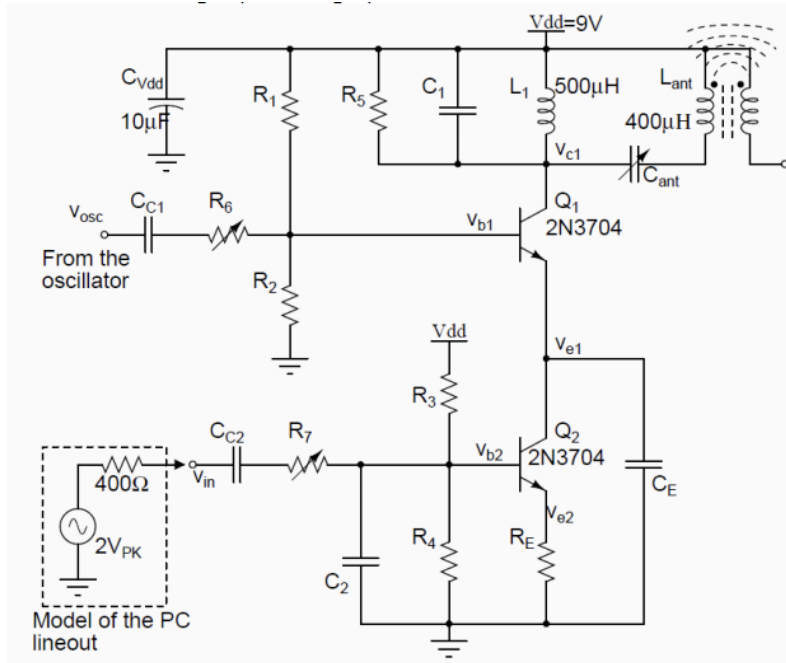 Vdd=9V
CVdd
10µF
R1
R5
C1
L1
500µH
Lant
400µH
vc1
Cant
CC1
R6
vosc
From the
oscillator
vb1
Q1
2N3704
R2
Vdd
ve1
R3
CC2
R7
vb2
Q2
2N3704
CE
400Ω
vin
ve2
2VPK
C2
R4
RE
Model of the PC
lineout